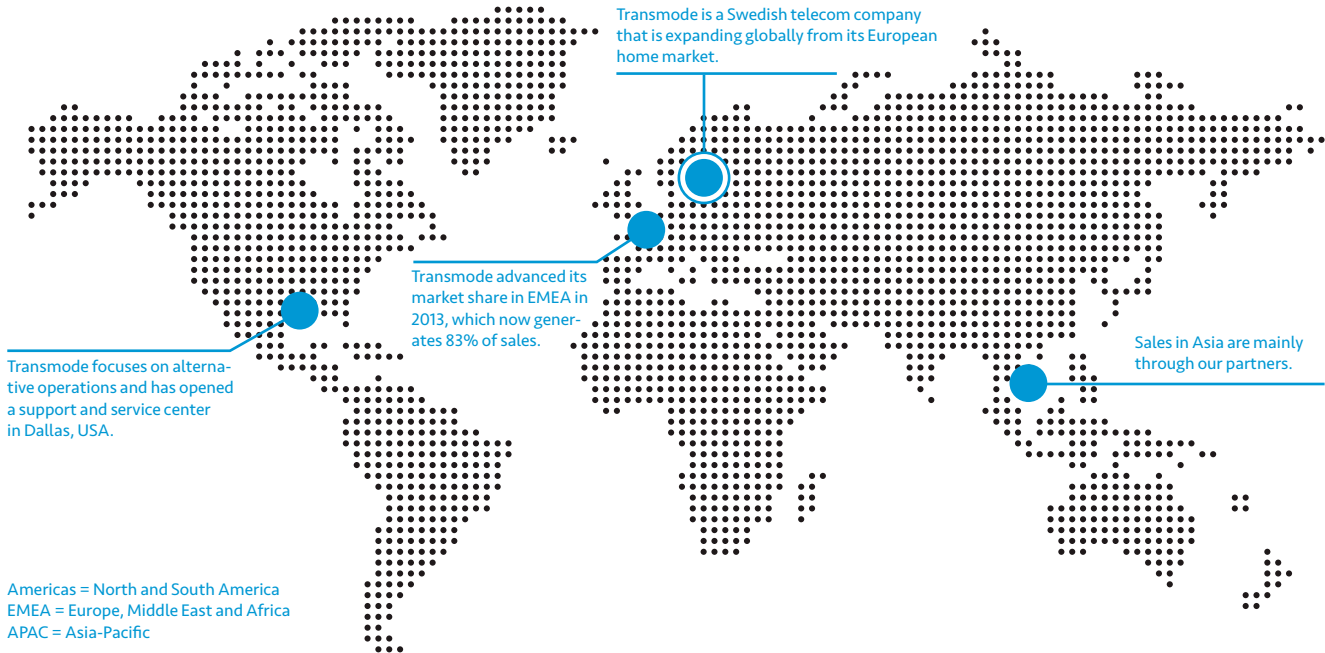 Transmode is a Swedish telecom company
that is expanding globally from its European
home market.
Transmode advanced its
market share in EMEA in
2013, which now gener-
ates 83% of sales.
Sales in Asia are mainly
through our partners.
Transmode focuses on alterna-
tive operations and has opened
a support and service center
in Dallas, USA.
Americas = North and South America
EMEA = Europe, Middle East and Africa
APAC = Asia-Pacific